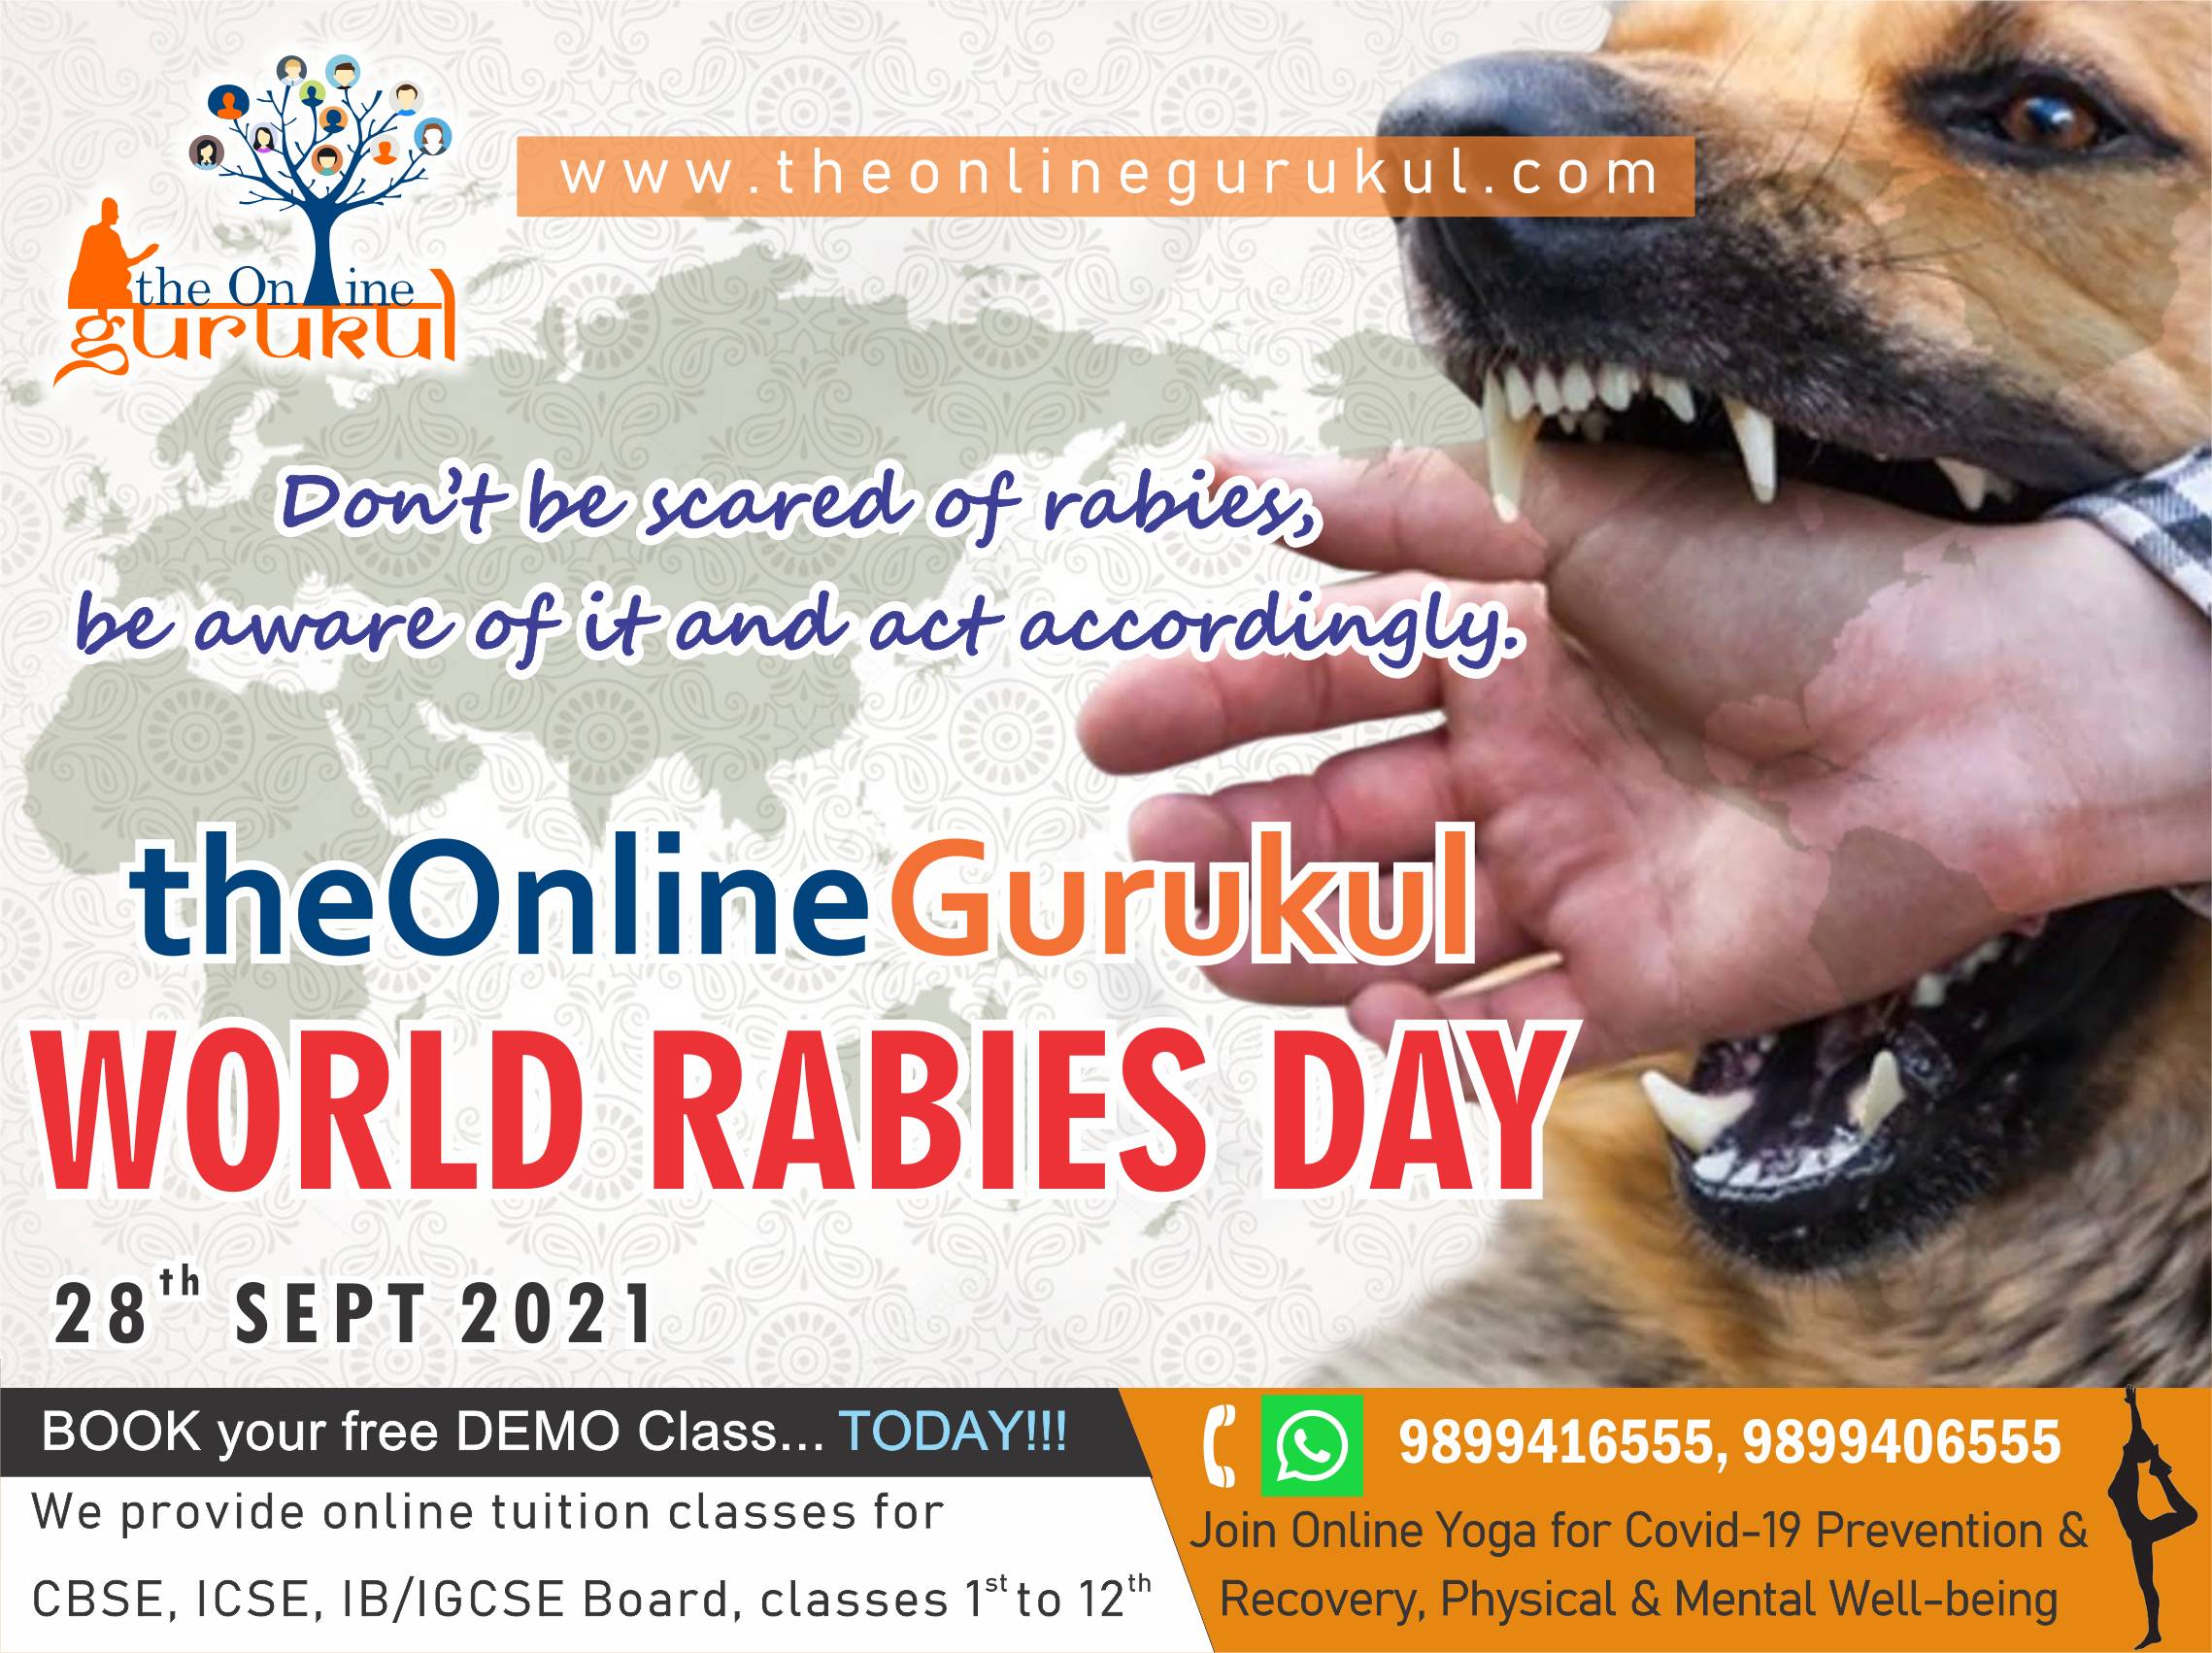 the Online
gurukul
www.theonlinegurukul.com
Don't be scared of rabies,
be aware of it and act accordingly.
theOnlineGurukul
WORLD RABIES DAY
28th SEPT 2021
BOOK your free DEMO Class... TODAY!!!
We provide online tuition classes for
CBSE, ICSE, IB/IGCSE Board, classes 1st to 12th
9899416555, 9899406555
Join Online Yoga for Covid-19 Prevention &
Recovery, Physical & Mental Well-being